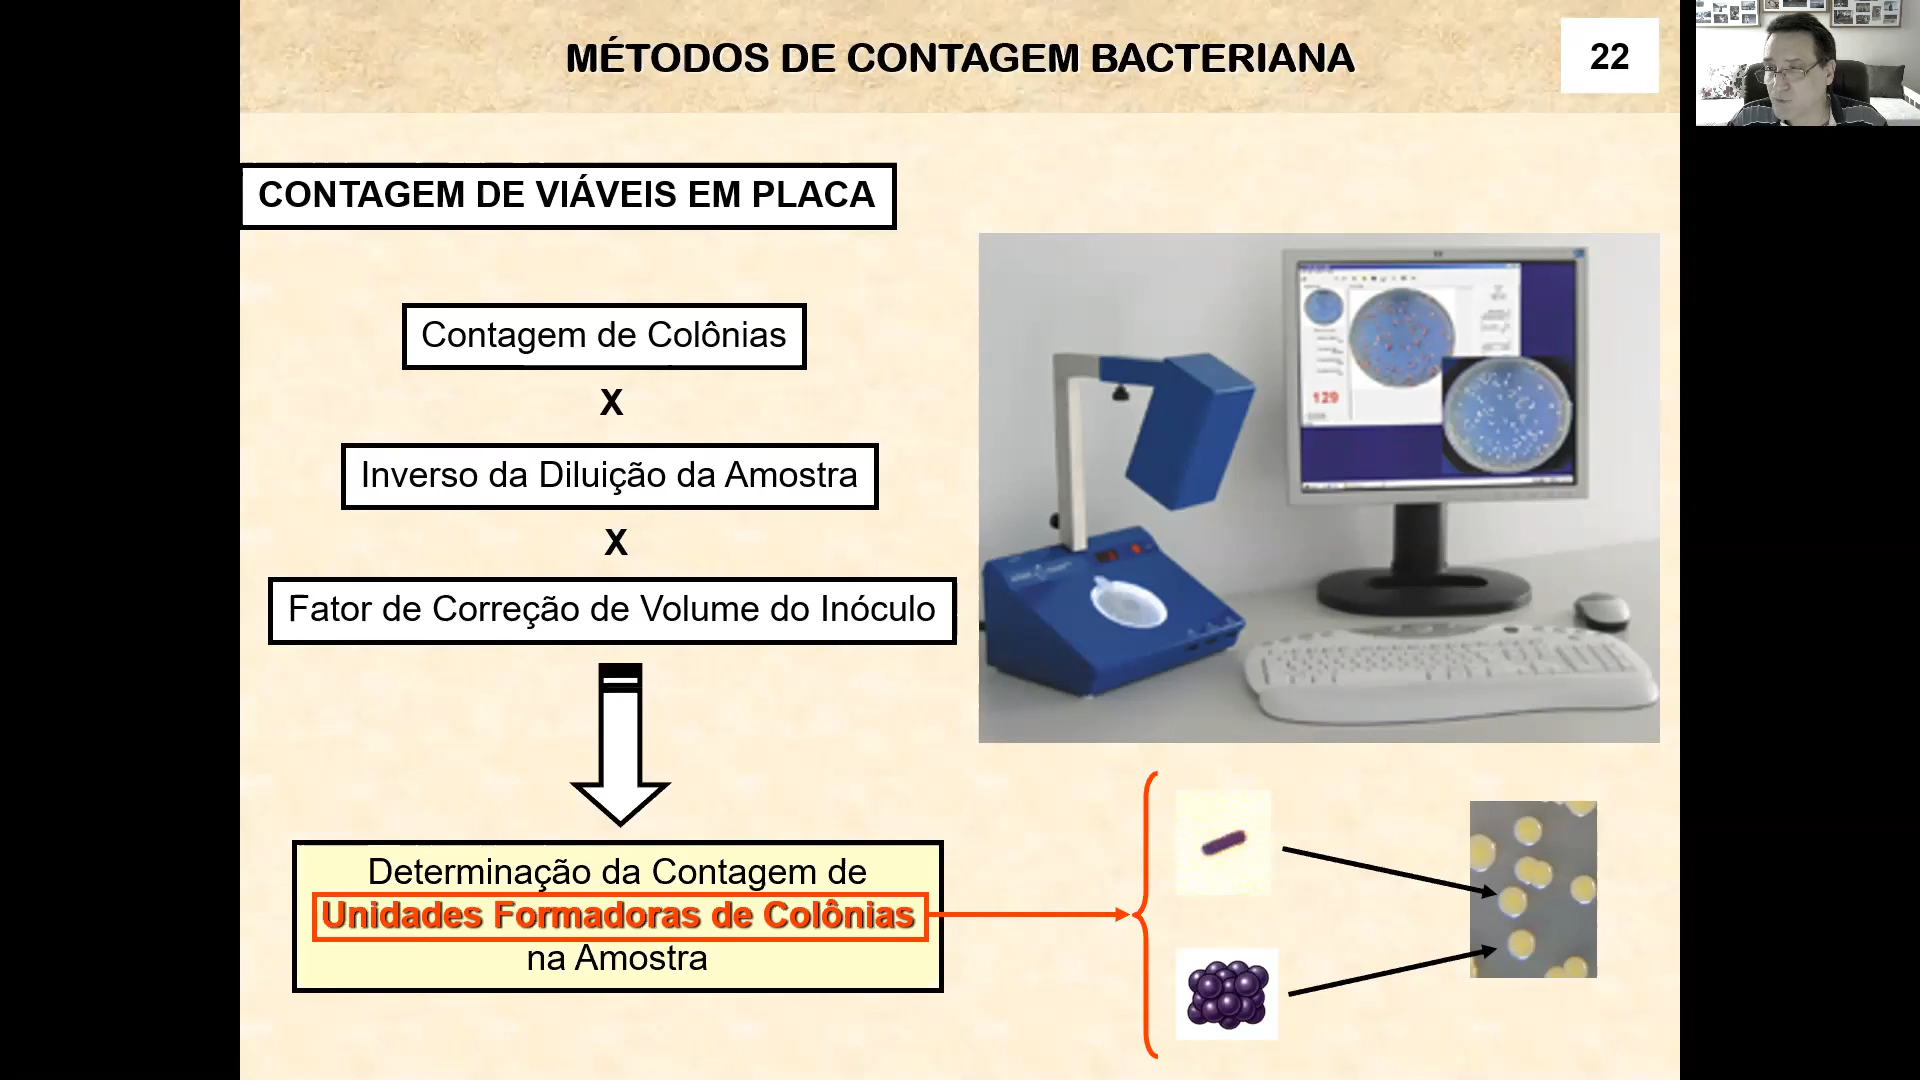 MÉTODOS DE CONTAGEM BACTERIANA
22
CONTAGEM DE VIÁVEIS EM PLACA
Contagem de Colônias
X
Inverso da Diluição da Amostra
X
Fator de Correção de Volume do Inóculo
129
Determinação da Contagem de
Unidades Formadoras de Colônias
na Amostra